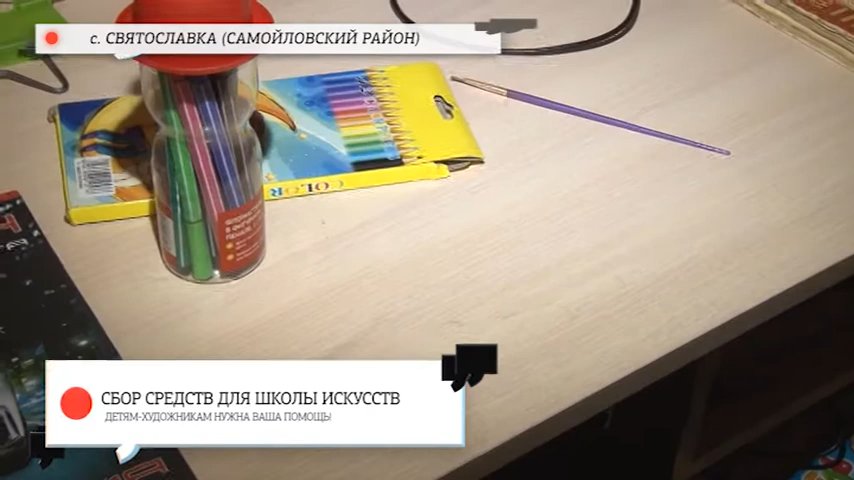 с. СВЯТОСЛАВКА (САМОЙЛОВСКИЙ РАЙОН)
COLOR
СБОР СРЕДСТВ ДЛЯ ШКОЛЫ ИСКУССТВ
ДЕТЯМ-ХУДОЖНИКАМ НУЖНА ВАША ПОМОЩЬ!